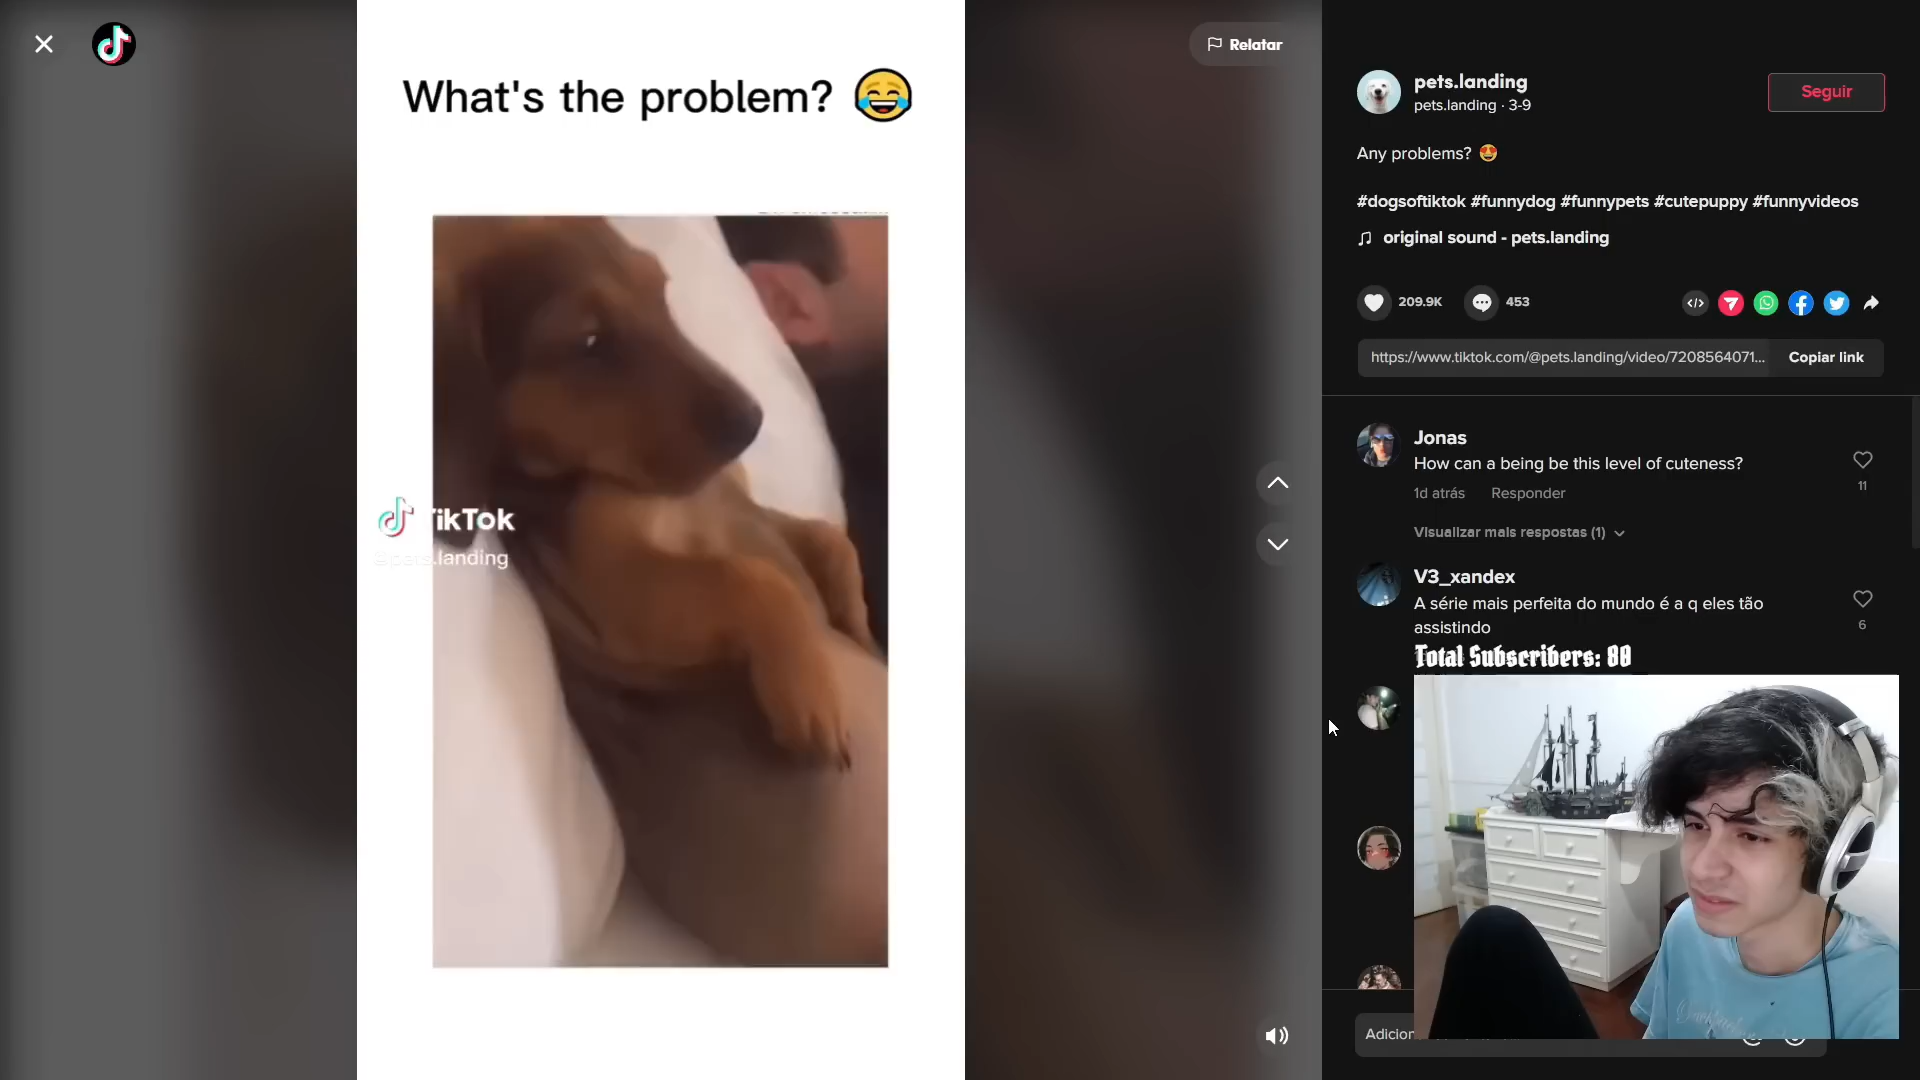 What's the problem? 😂
TikTok
@pets.landing
Relatar
pets.landing
pets.landing · 3-9
Seguir
Any problems? 😍
#dogsoftiktok #funnydog #funnypets #cutepuppy #funnyvideos
original sound - pets.landing
209.9K
453
https://www.tiktok.com/@pets.landing/video/7208564071...
Copiar link
Jonas
How can a being be this level of cuteness?
11
1d atrás Responder
Visualizar mais respostas (1)
V3_xandex
A série mais perfeita do mundo é a q eles tão
assistindo
6
Total Subscribers: 88
Adicion